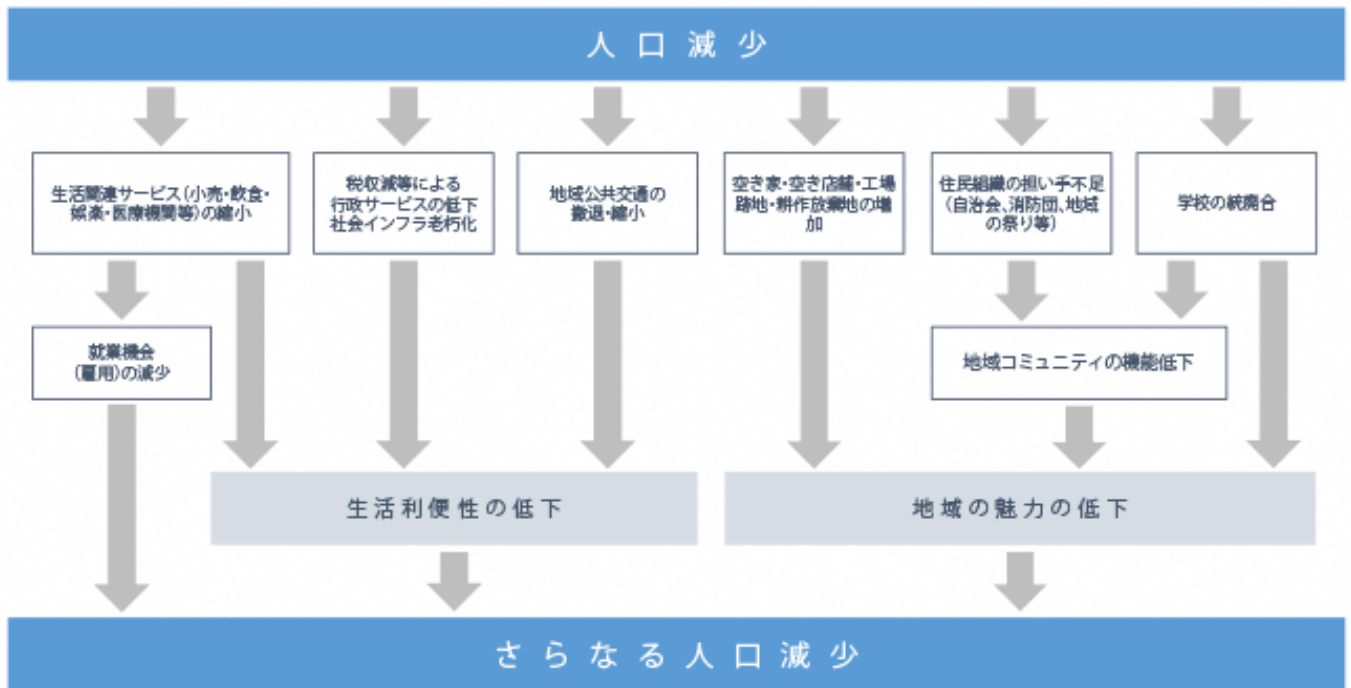 人口減少
生活関連サービス（小売・飲食・
娯楽・医療機関等）の縮小
税収減等による
行政サービスの低下
社会インフラ老朽化
地域公共交通の
撤退・縮小
空き家・空き店舗・工場
跡地・耕作放棄地の増
加
住民組織の担い手不足
（自治会、消防団、地域
の祭り等）
学校の統廃合
就業機会
（雇用）の減少
地域コミュニティの機能低下
生活利便性の低下
地域の魅力の低下
さらなる人口減少